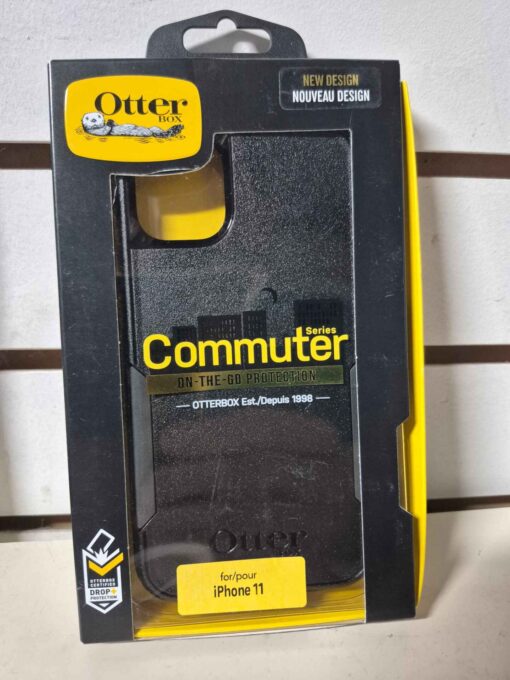 Otter
BOX
NEW DESIGN
NOUVEAU DESIGN
Commuter
Series
ON-THE-GO PROTECTION
OTTERBOX Est./Depuis 1998
Otter
for/pour
iPhone 11
OTTERBOX
CERTIFIED
DROP+
PROTECTION